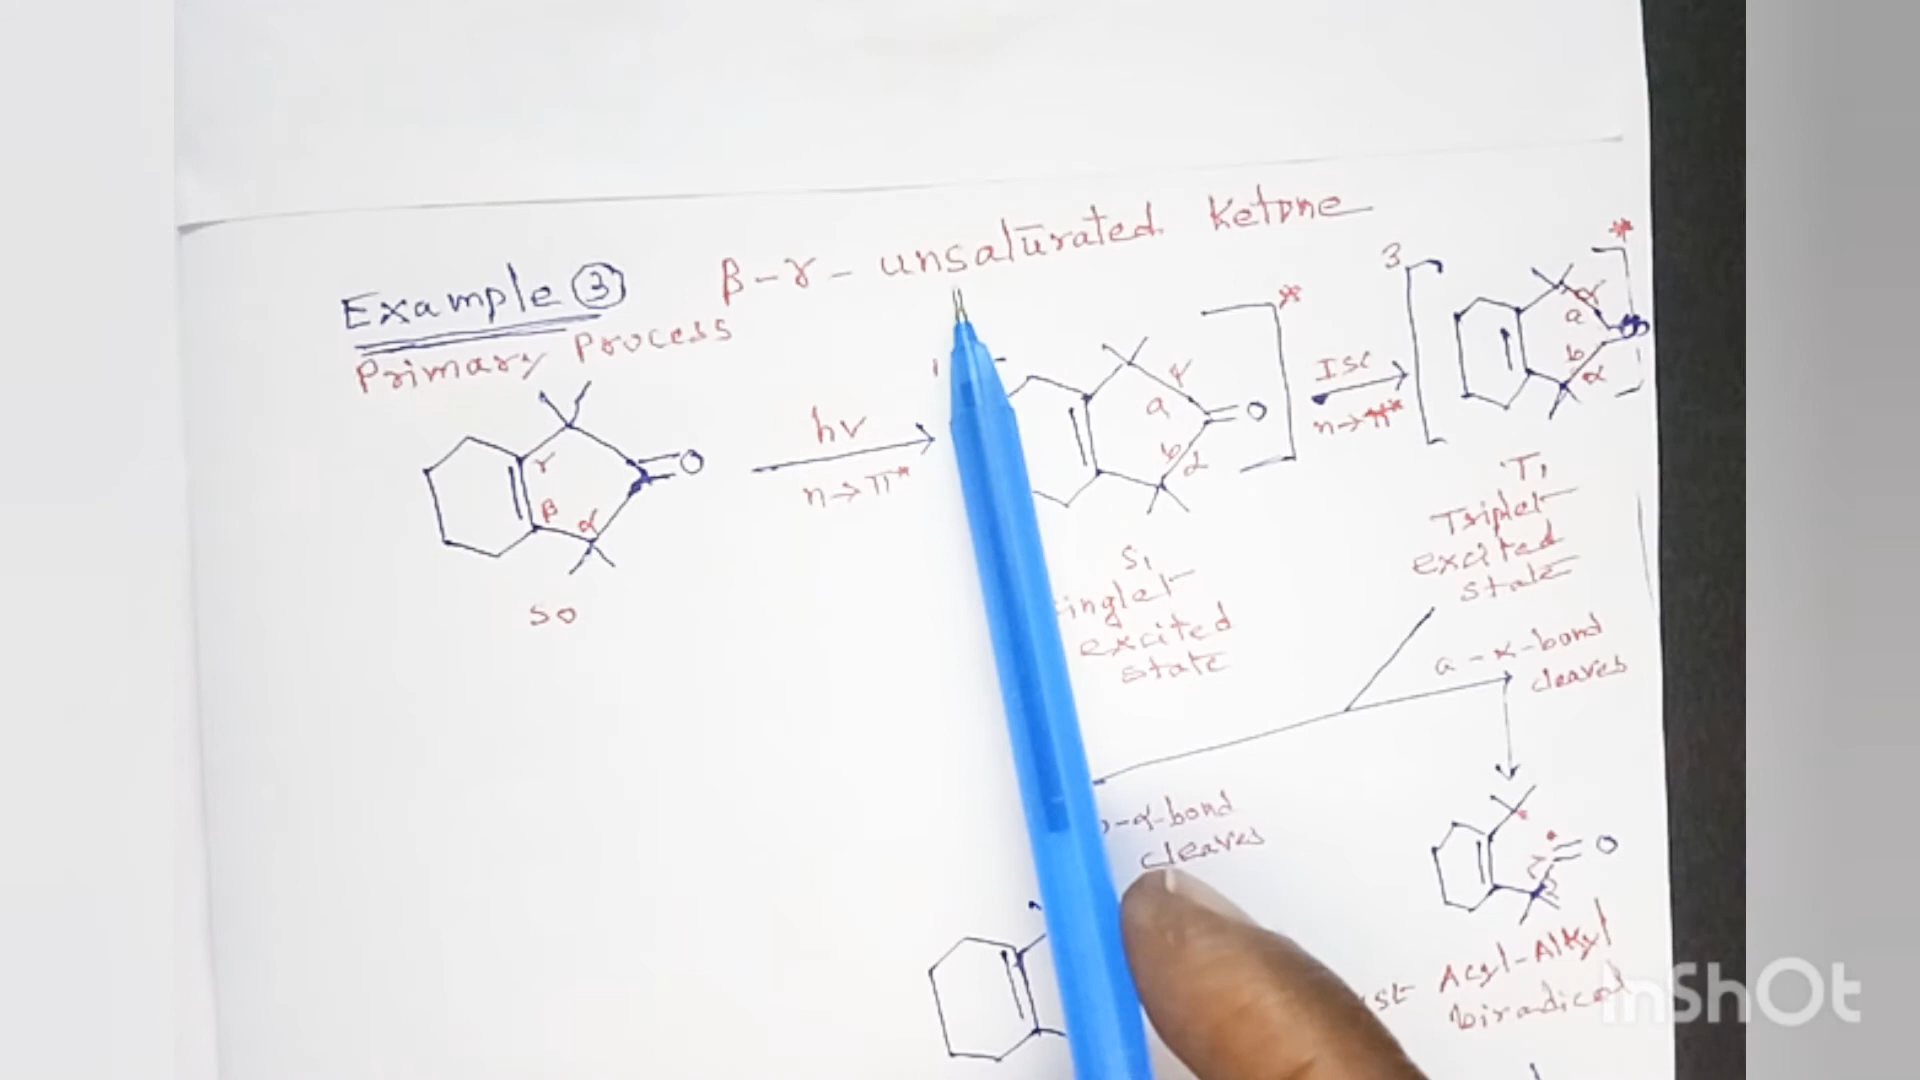 β-γ-unsaturated Ketone
Example ③
Primary Process
γ
β
α
O
So
hν
n→π*
*
α
a
b
α
O
S₁
singlet
excited
state
ISC
n→π*
3
*
α
a
b
α
T₁
Triplet
excited
state
a-α-bond
cleaves
b-α-bond
cleaves
O
Acyl-Alkyl
biradical
InShOt